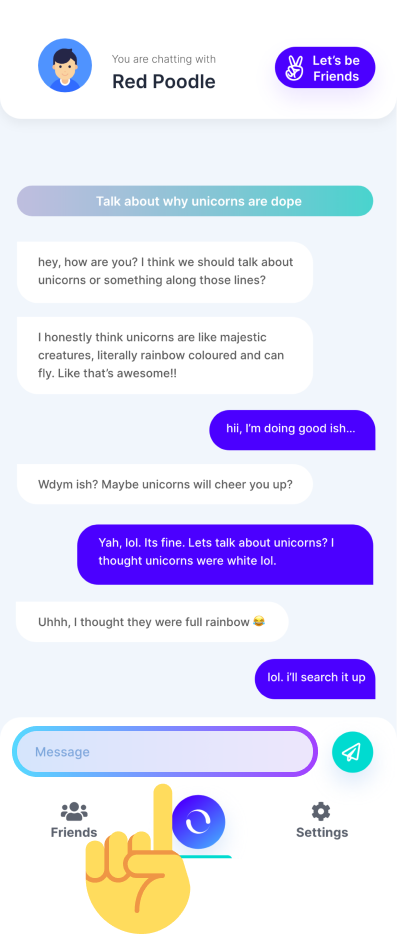 You are chatting with
Red Poodle
Let's be
Friends
Talk about why unicorns are dope
hey, how are you? I think we should talk about
unicorns or something along those lines?
I honestly think unicorns are like majestic
creatures, literally rainbow coloured and can
fly. Like that's awesome!!
hii, I'm doing good ish...
Wdym ish? Maybe unicorns will cheer you up?
Yah, lol. Its fine. Lets talk about unicorns? I
thought unicorns were white lol.
Uhhh, I thought they were full rainbow 😂
lol. i'll search it up
Message
Friends
Settings